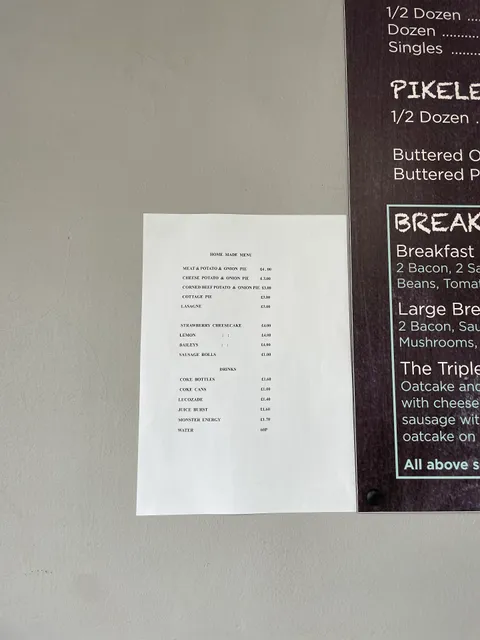 HOME MADE MENU
MEAT & POTATO & ONION PIE
CHEESE POTATO & ONION PIE
CORNED BEEF POTATO & ONION PIE
COTTAGE PIE
LASAGNE
STRAWBERRY CHEESECAKE
LEMON : :
BAILEYS : :
SAUSAGE ROLLS
DRINKS
COKE BOTTLES
COKE CANS
LUCOZADE
JUICE BURST
MONSTER ENERGY
WATER 60P
1/2 Dozen ....
Dozen .........
Singles .......
PIKELE
1/2 Dozen .
Buttered O
Buttered P
BREAK
Breakfast
2 Bacon, 2 Sa
Beans, Tomat
Large Bre
2 Bacon, Sau
Mushrooms,
The Triple
Oatcake and
with cheese
sausage wit
oatcake on
All above s